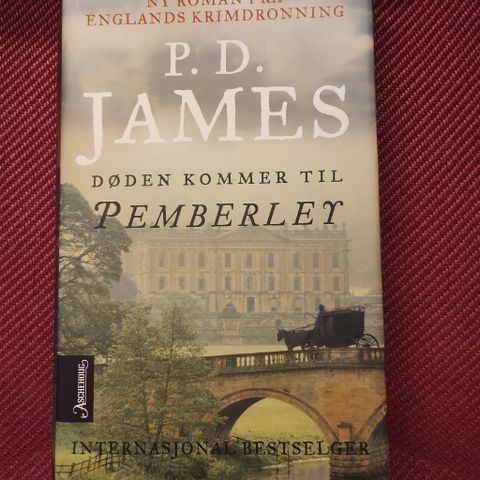 NY ROMAN FRA
ENGLANDS KRIMDRONNING
P. D.
JAMES
DØDEN KOMMER TIL
PEMBERLEY
ASCHEHOUG
INTERNASJONAL BESTSELGER